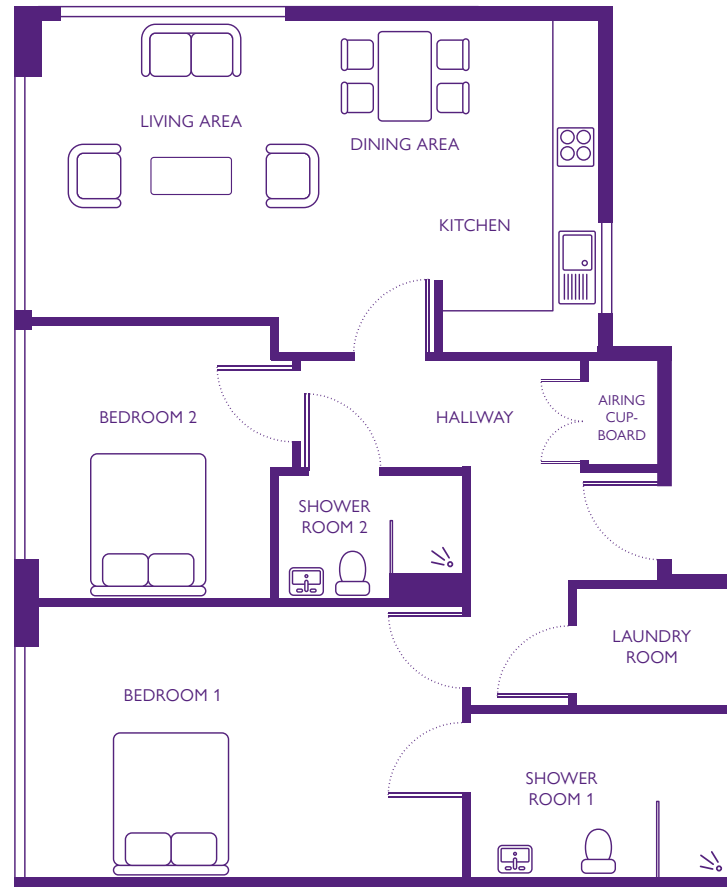 LIVING AREA
DINING AREA
KITCHEN
BEDROOM 2
HALLWAY
AIRING
CUP-
BOARD
SHOWER
ROOM 2
LAUNDRY
ROOM
BEDROOM 1
SHOWER
ROOM 1